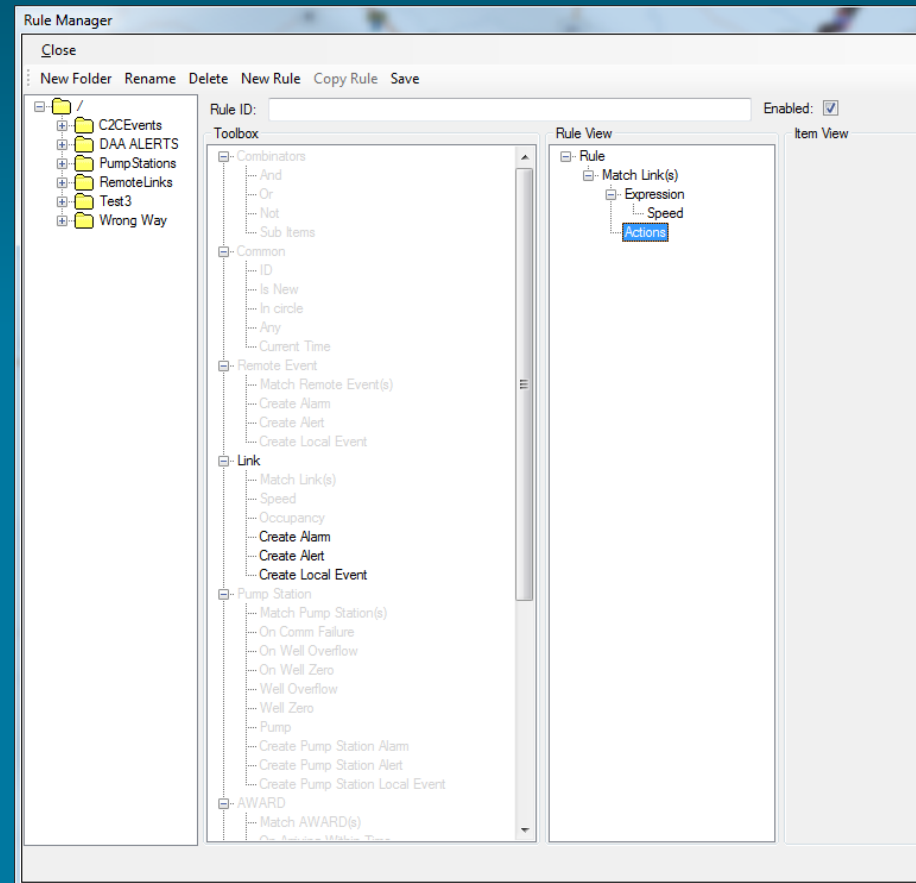 Rule Manager
Close
New Folder Rename Delete New Rule Copy Rule Save
/
C2CEvents
DAA ALERTS
PumpStations
RemoteLinks
Test3
Wrong Way
Rule ID:
Enabled:
Toolbox
Combinators
And
Or
Not
Sub Items
Common
ID
Is New
In circle
Any
Current Time
Remote Event
Match Remote Event(s)
Create Alarm
Create Alert
Create Local Event
Link
Match Link(s)
Speed
Occupancy
Create Alarm
Create Alert
Create Local Event
Pump Station
Match Pump Station(s)
On Comm Failure
On Well Overflow
On Well Zero
Well Overflow
Well Zero
Pump
Create Pump Station Alarm
Create Pump Station Alert
Create Pump Station Local Event
AWARD
Match AWARD(s)
On Arriving Within Time
Rule View
Rule
Match Link(s)
Expression
Speed
Actions
Item View